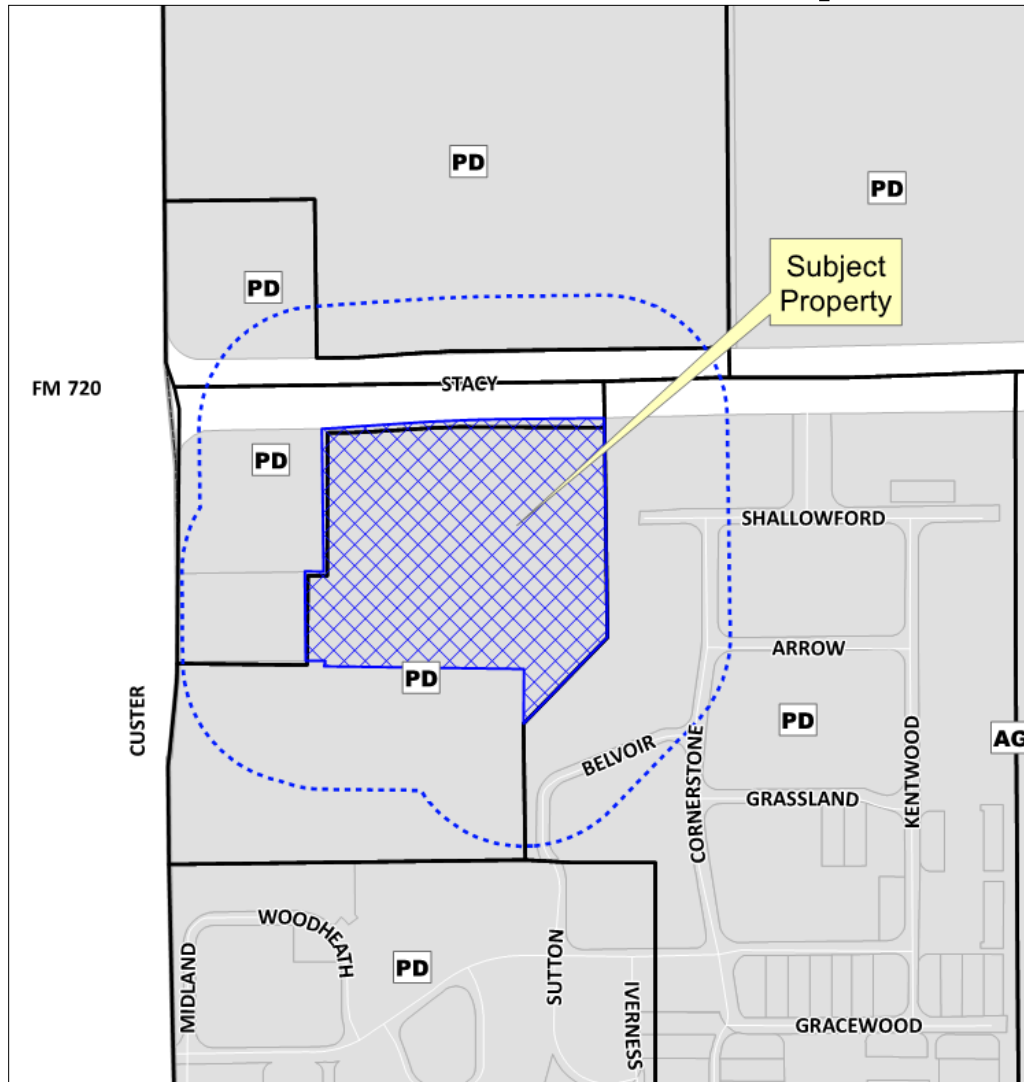 PD
PD
Subject
Property
PD
STACY
FM 720
PD
SHALLOWFORD
ARROW
PD
CUSTER
PD
AG
BELVOIR
CORNERSTONE
KENTWOOD
GRASSLAND
WOODHEATH
MIDLAND
PD
SUTTON
IVERNESS
GRACEWOOD